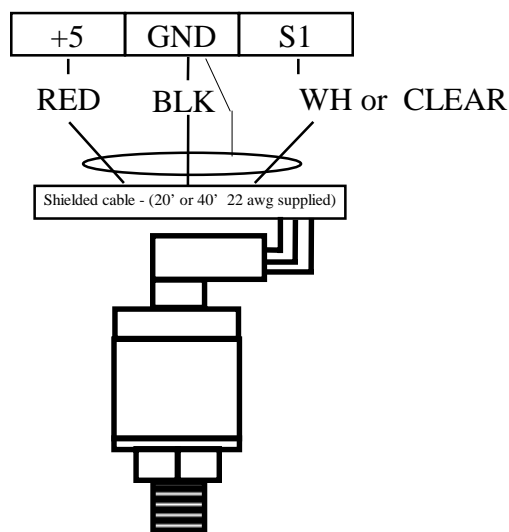 +5 GND S1
RED BLK WH or CLEAR
Shielded cable - (20' or 40' 22 awg supplied)